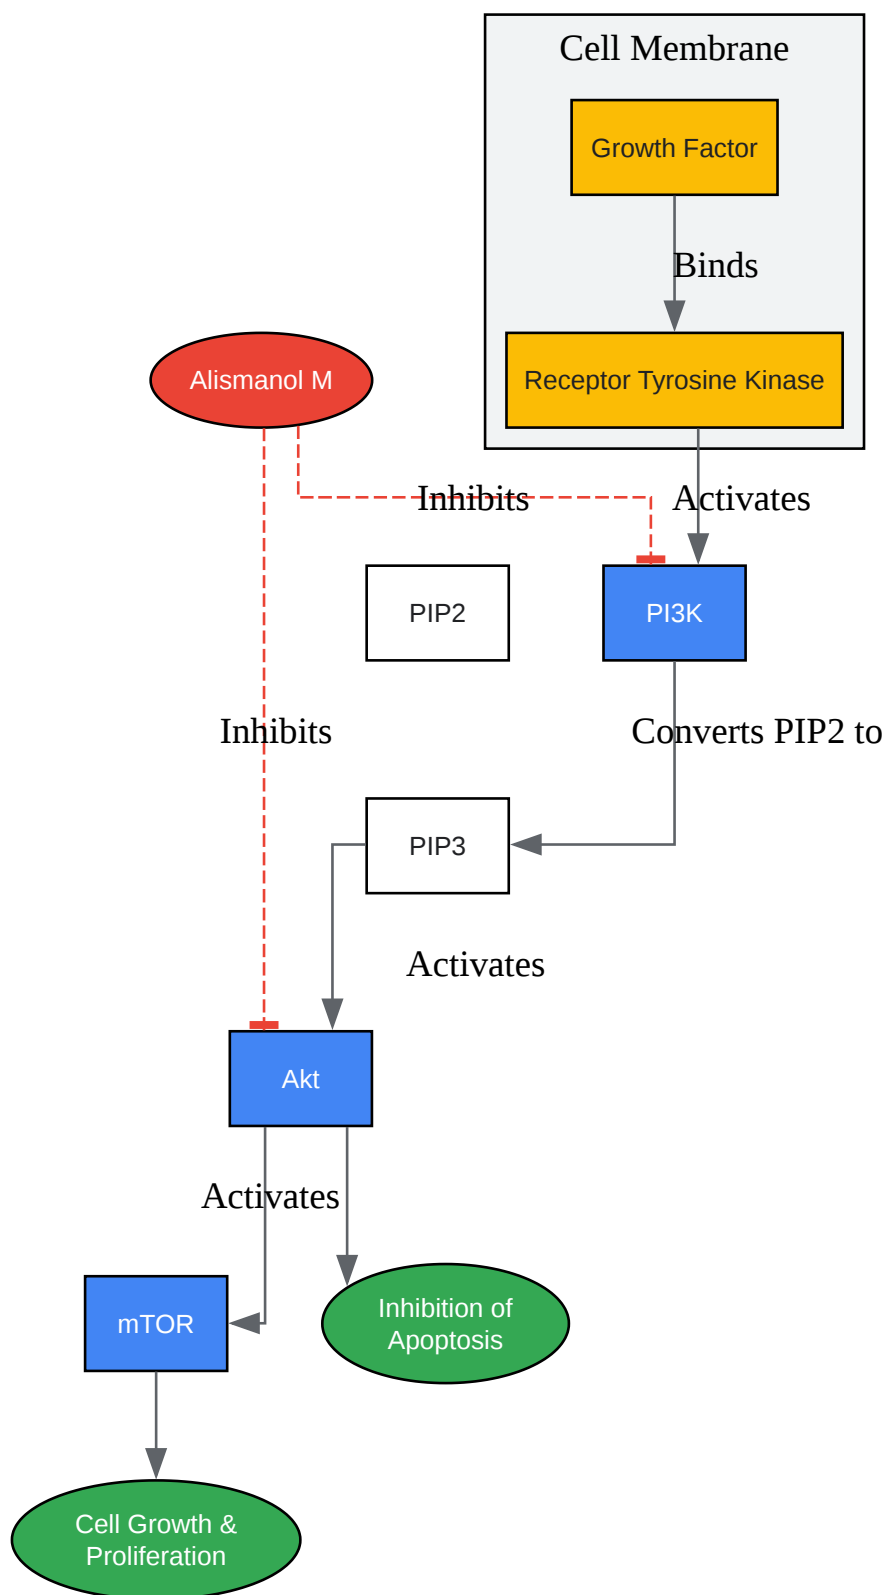 Cell Membrane
Growth Factor
Binds
Alismanol M
Receptor Tyrosine Kinase
Inhibits
Activates
PIP2
PI3K
Inhibits
Converts PIP2 to
PIP3
Activates
Akt
Activates
mTOR
Inhibition of
Apoptosis
Cell Growth &
Proliferation